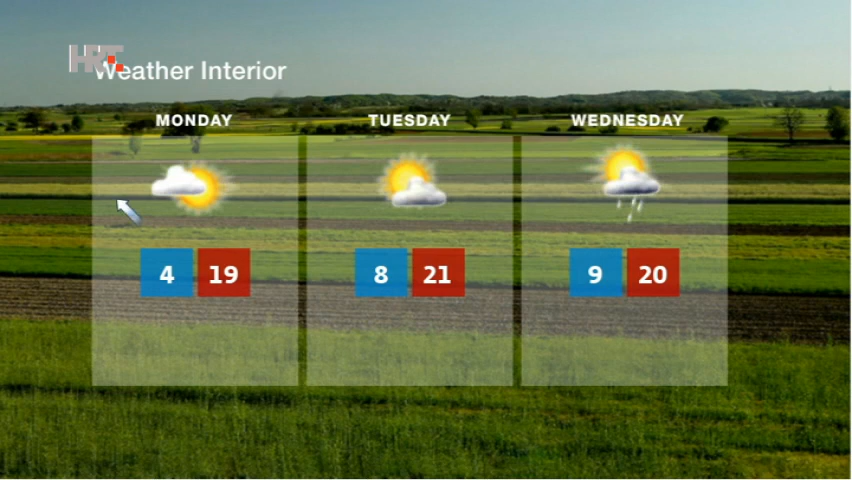 HRT
Weather Interior
MONDAY TUESDAY WEDNESDAY
4 19 8 21 9 20